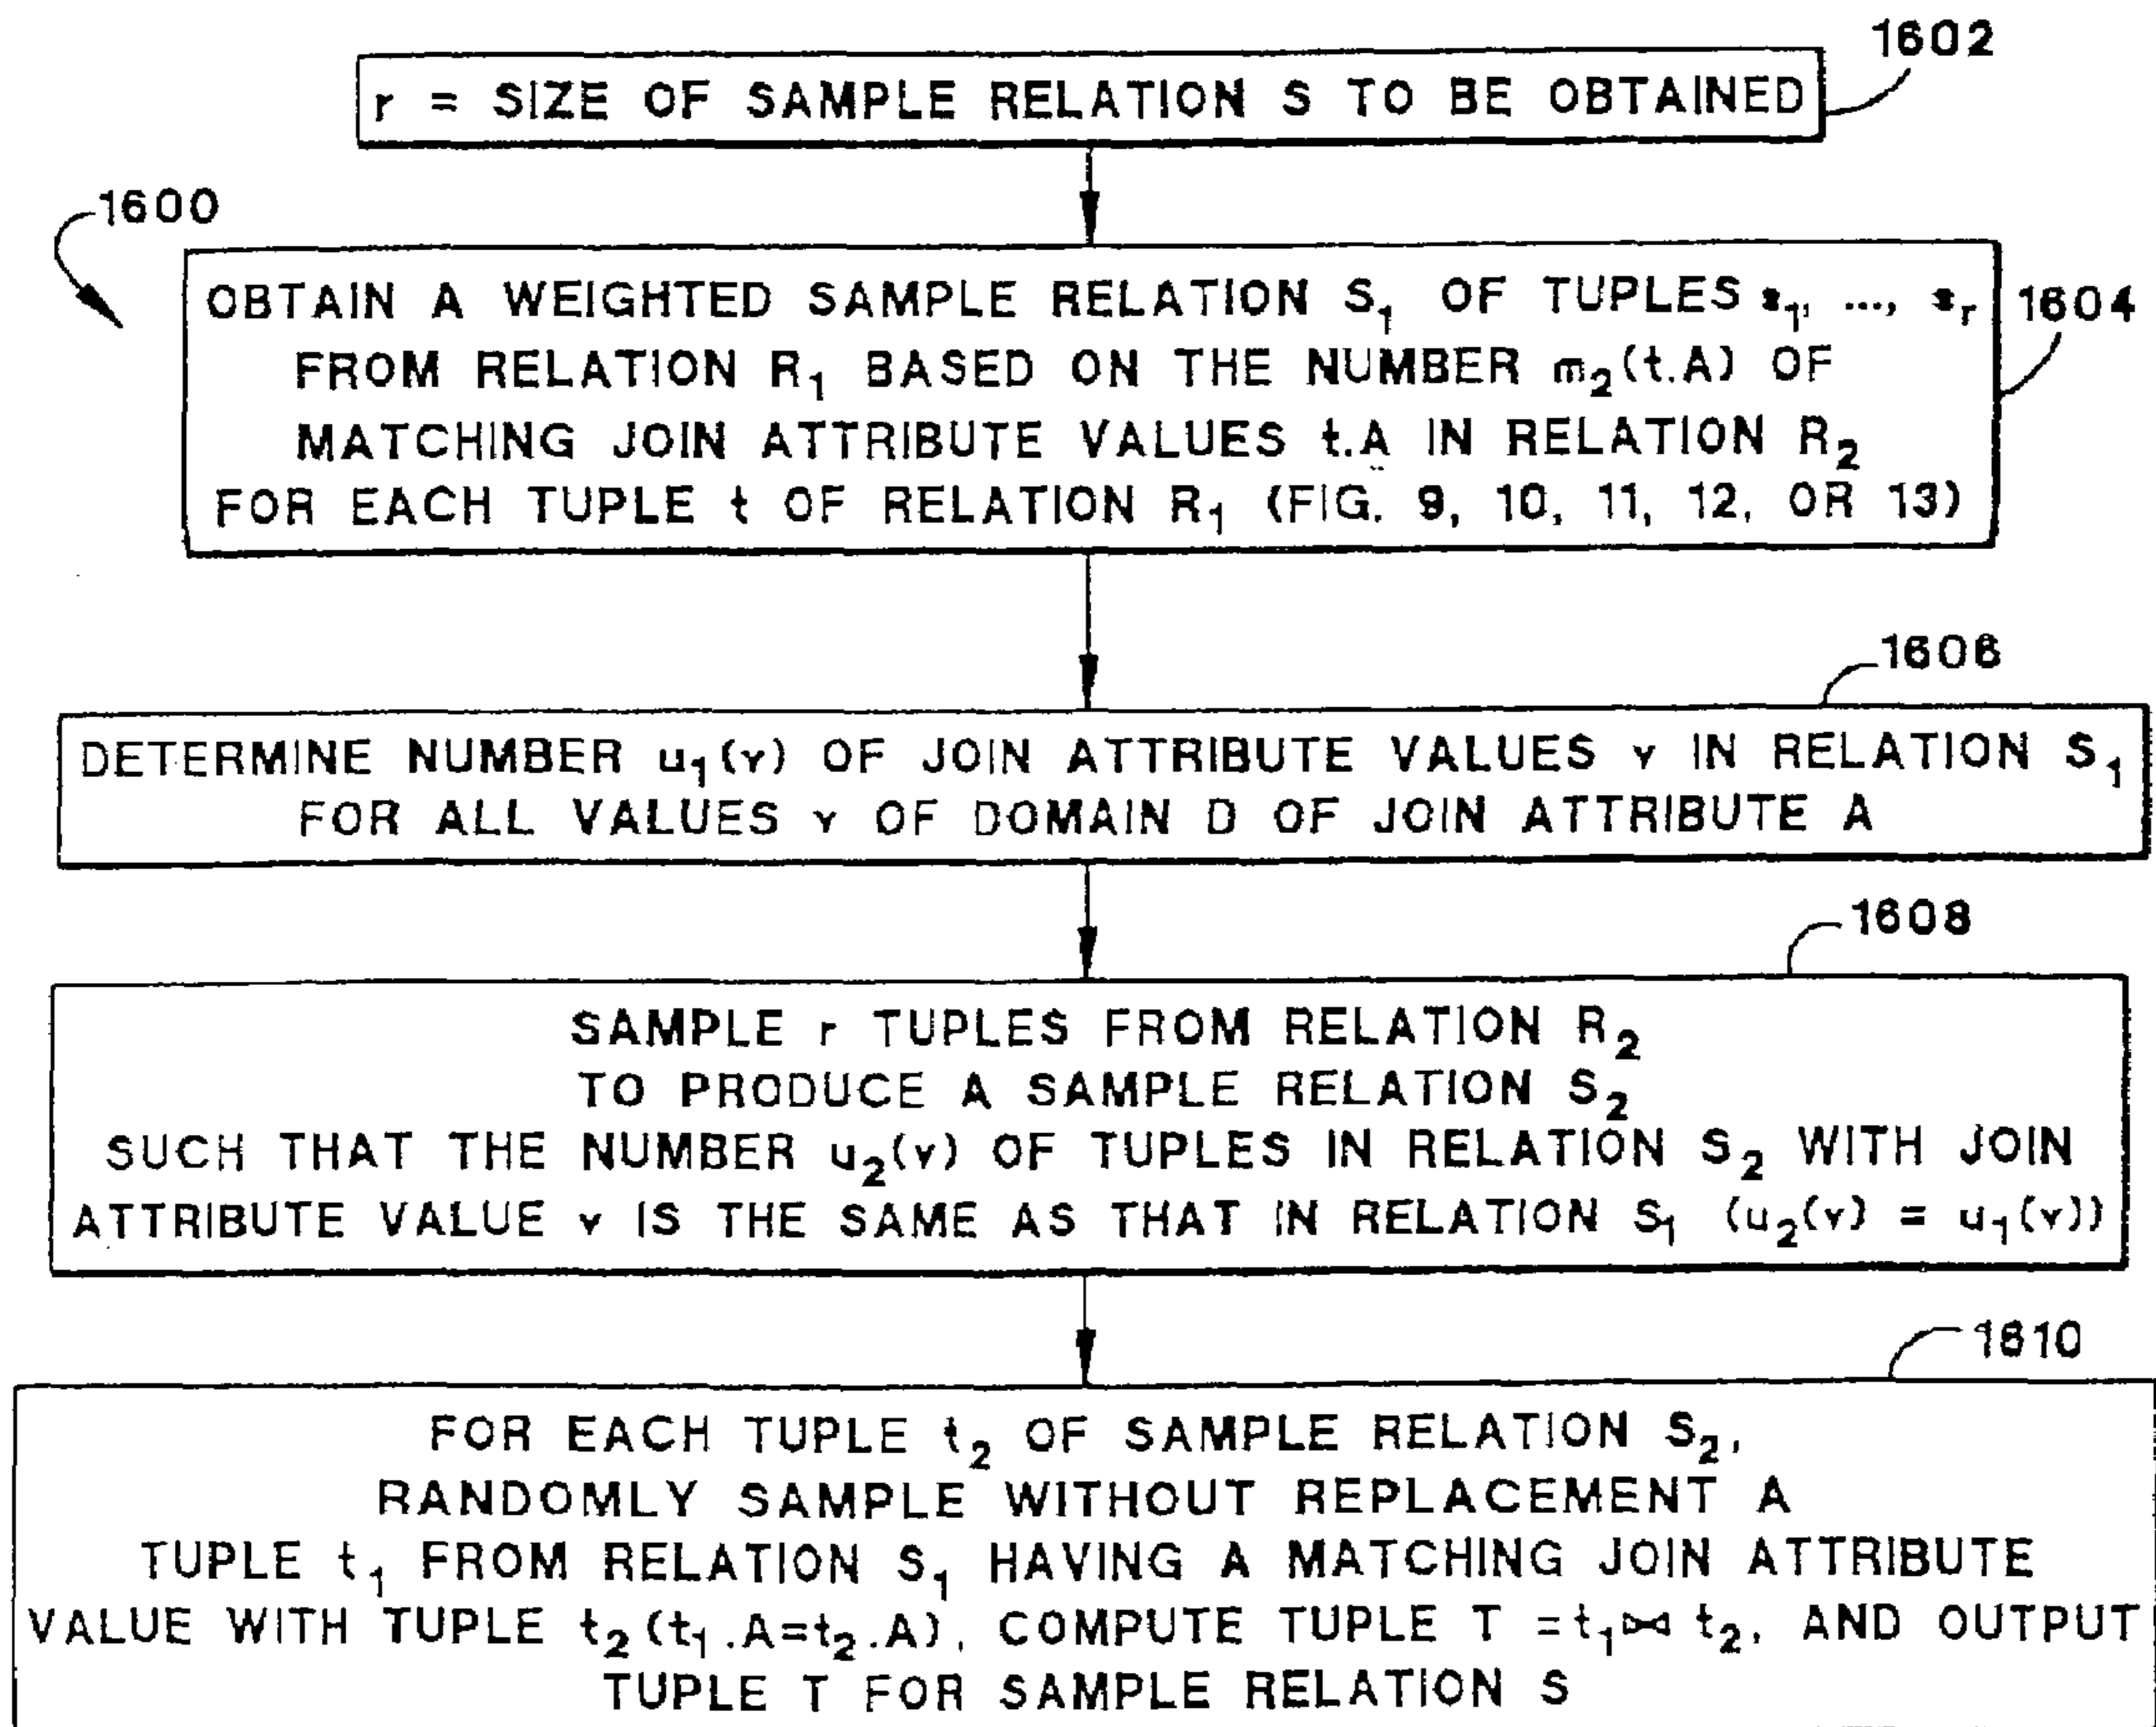 1602
r = SIZE OF SAMPLE RELATION S TO BE OBTAINED
1600
OBTAIN A WEIGHTED SAMPLE RELATION S₁ OF TUPLES s₁, ..., sᵣ
1604
FROM RELATION R₁ BASED ON THE NUMBER m₂(t.A) OF
MATCHING JOIN ATTRIBUTE VALUES t.A IN RELATION R₂
FOR EACH TUPLE t OF RELATION R₁ (FIG. 9, 10, 11, 12, OR 13)
1606
DETERMINE NUMBER u₁(v) OF JOIN ATTRIBUTE VALUES v IN RELATION S₁
FOR ALL VALUES v OF DOMAIN D OF JOIN ATTRIBUTE A
1608
SAMPLE r TUPLES FROM RELATION R₂
TO PRODUCE A SAMPLE RELATION S₂
SUCH THAT THE NUMBER u₂(v) OF TUPLES IN RELATION S₂ WITH JOIN
ATTRIBUTE VALUE v IS THE SAME AS THAT IN RELATION S₁ (u₂(v) = u₁(v))
1610
FOR EACH TUPLE t₂ OF SAMPLE RELATION S₂,
RANDOMLY SAMPLE WITHOUT REPLACEMENT A
TUPLE t₁ FROM RELATION S₁ HAVING A MATCHING JOIN ATTRIBUTE
VALUE WITH TUPLE t₂ (t₁.A=t₂.A), COMPUTE TUPLE T = t₁⋈ t₂, AND OUTPUT
TUPLE T FOR SAMPLE RELATION S